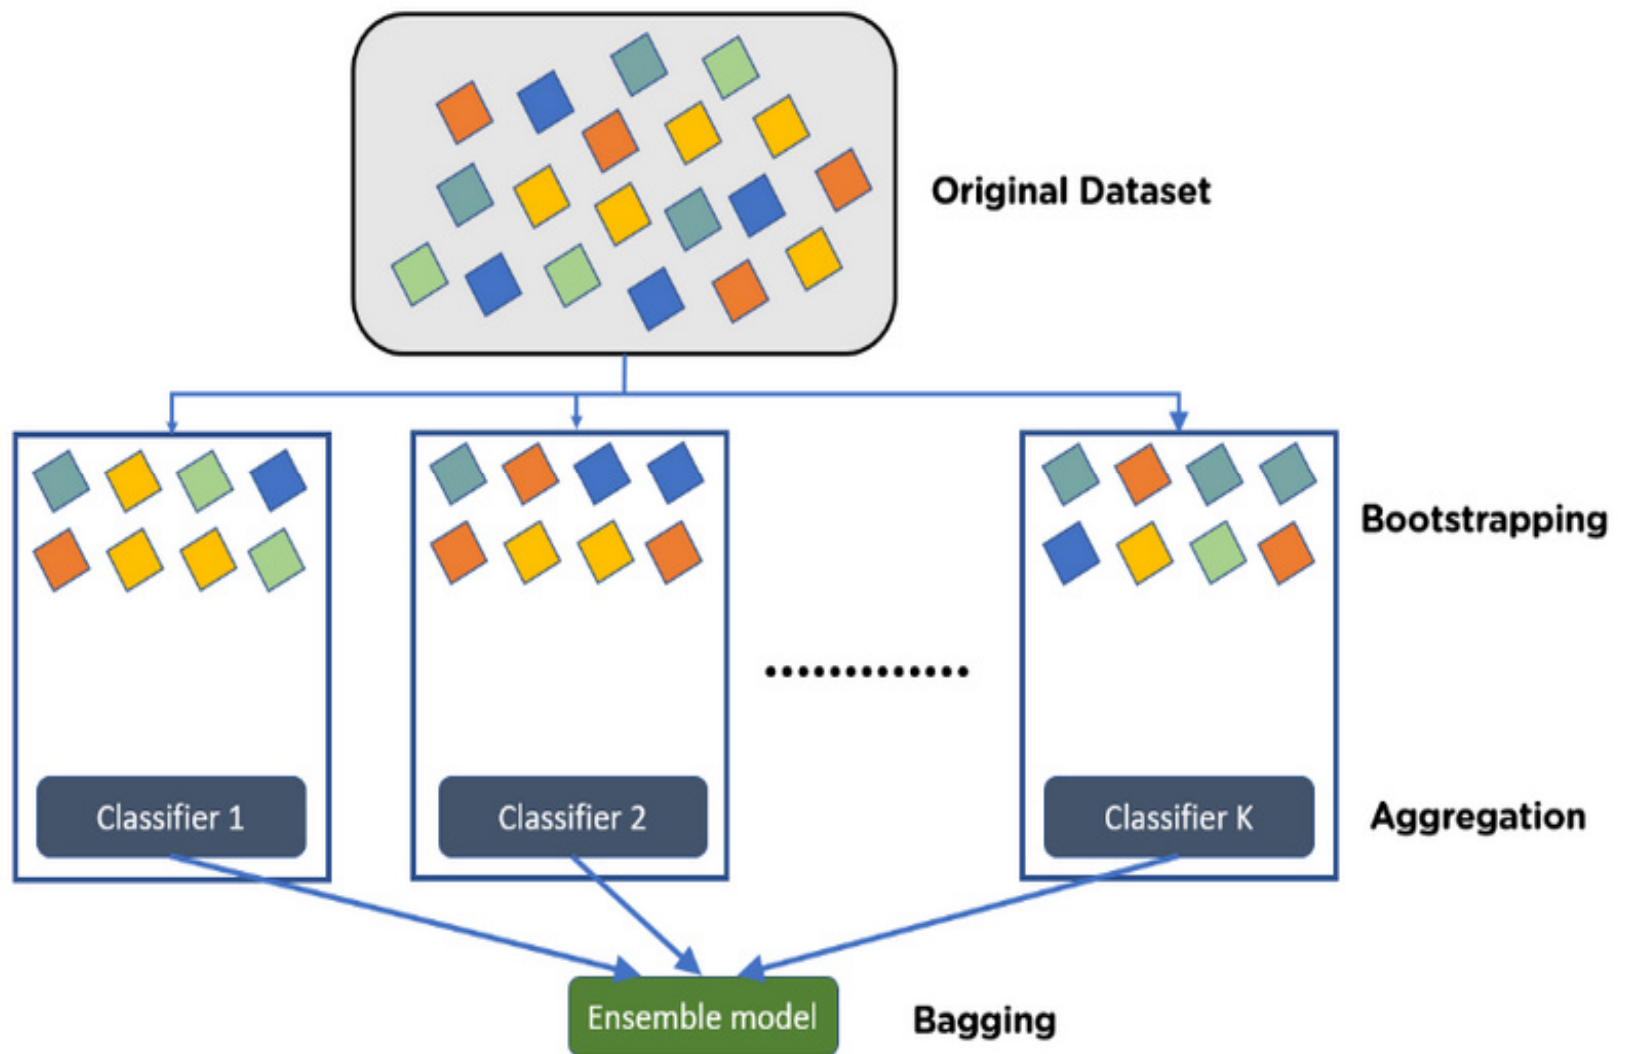 Original Dataset
Bootstrapping
Classifier 1
Classifier 2
Classifier K
Aggregation
Ensemble model
Bagging